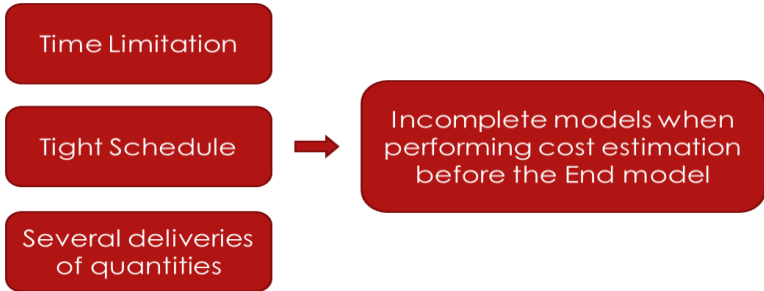 Time Limitation
Tight Schedule
Several deliveries
of quantities
Incomplete models when
performing cost estimation
before the End model